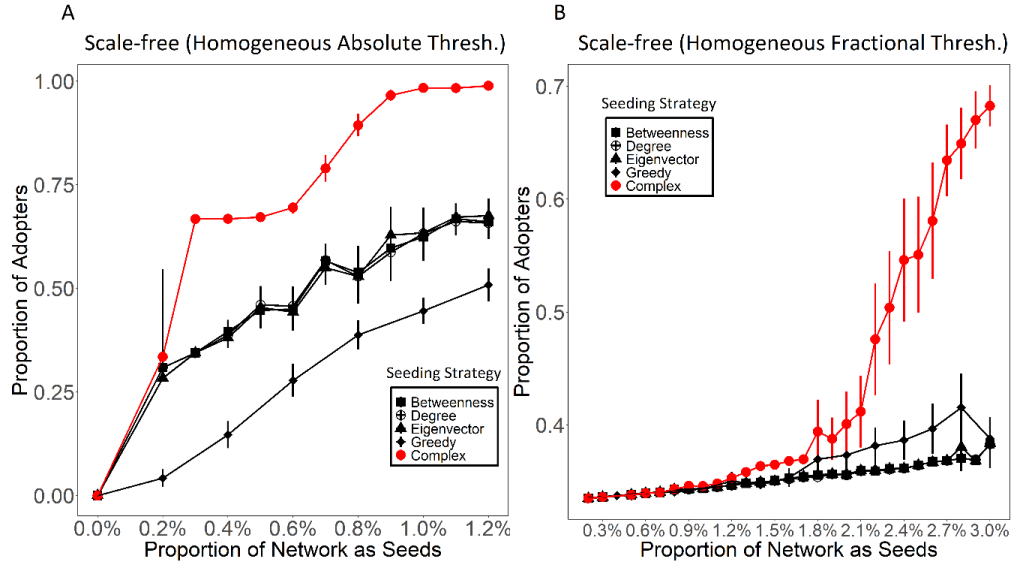 A
Scale-free (Homogeneous Absolute Thresh.)
Proportion of Adopters
1.00
0.75
0.50
0.25
0.00
Seeding Strategy
Betweenness
Degree
Eigenvector
Greedy
Complex
0.0%
0.2%
0.4%
0.6%
0.8%
1.0%
1.2%
Proportion of Network as Seeds
B
Scale-free (Homogeneous Fractional Thresh.)
Proportion of Adopters
0.7
0.6
0.5
0.4
Seeding Strategy
Betweenness
Degree
Eigenvector
Greedy
Complex
0.3%
0.6%
0.9%
1.2%
1.5%
1.8%
2.1%
2.4%
2.7%
3.0%
Proportion of Network as Seeds